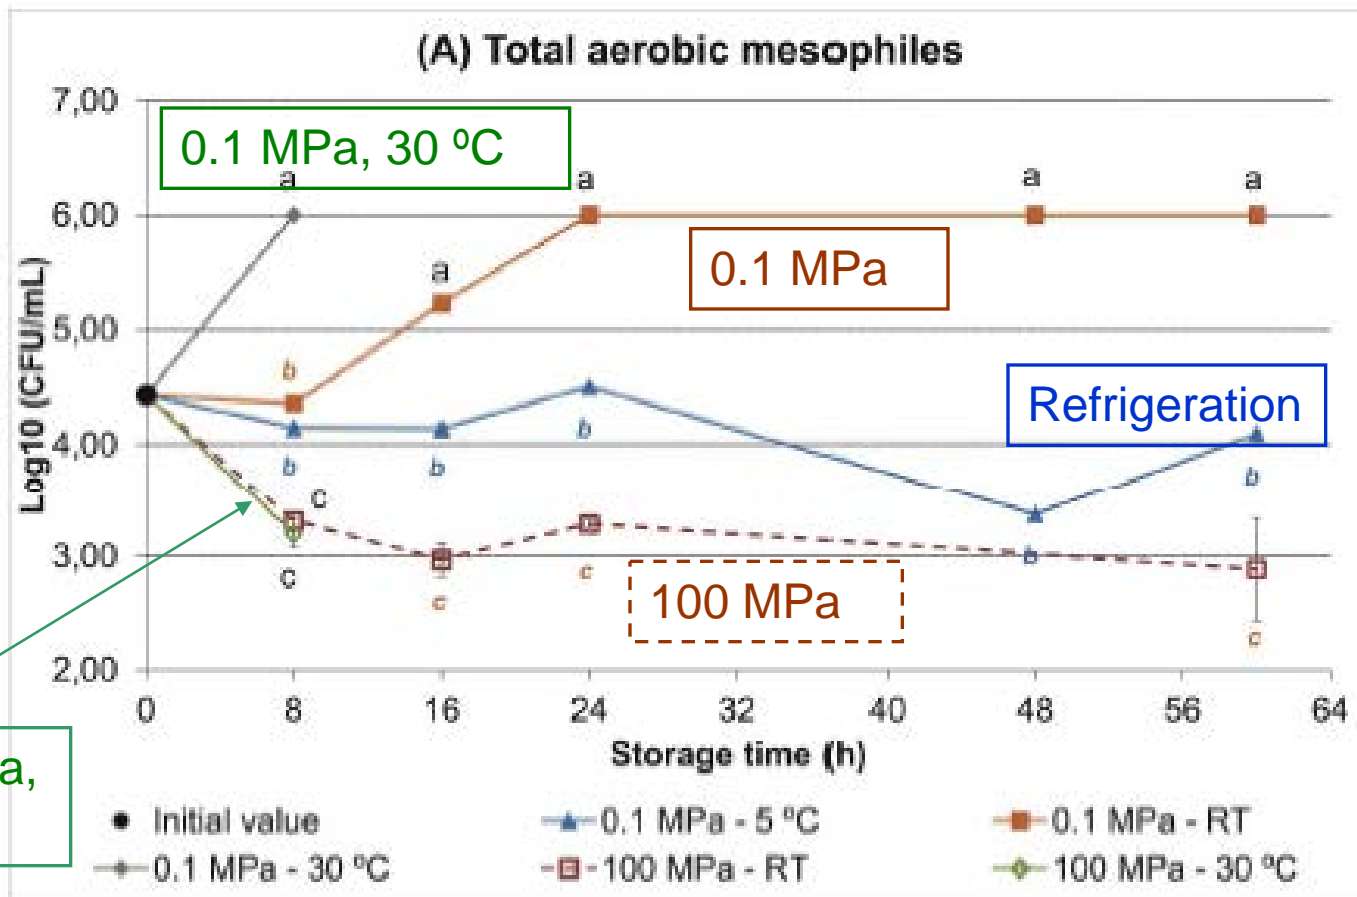 (A) Total aerobic mesophiles
7,00
0.1 MPa, 30 ºC
a
a
a
a
6,00
0.1 MPa
a
5,00
Log10 (CFU/mL)
b
Refrigeration
4,00
b
b
b
b
c
3,00
c
c
c
b
100 MPa
c
2,00
0 8 16 24 32 40 48 56 64
Storage time (h)
a,
Initial value
0.1 MPa - 5 ºC
0.1 MPa - RT
0.1 MPa - 30 ºC
100 MPa - RT
100 MPa - 30 ºC